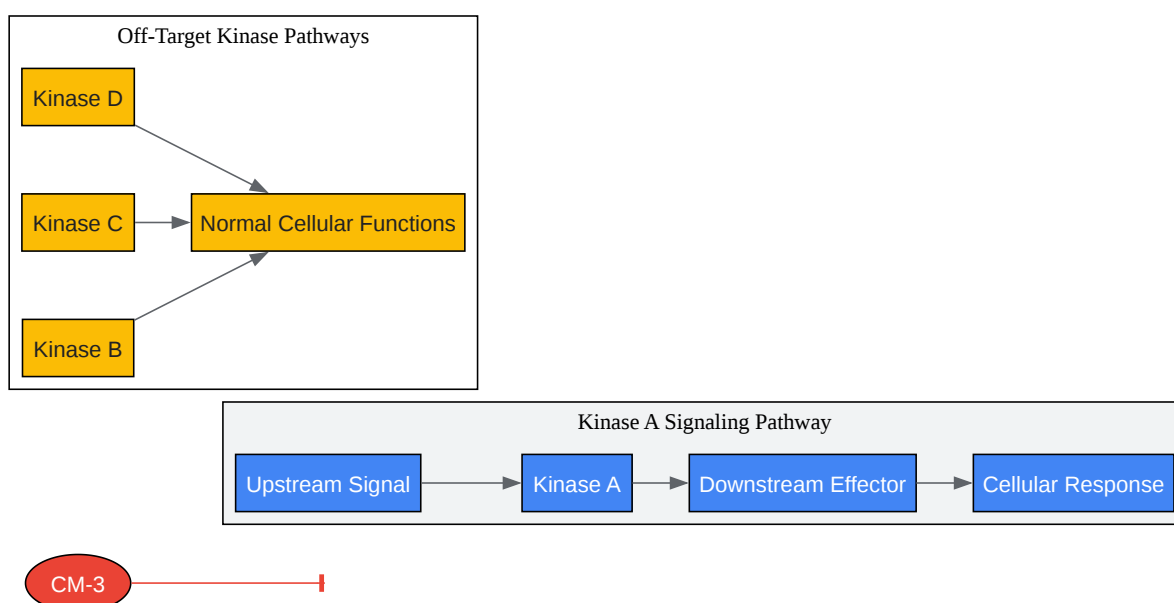 Off-Target Kinase Pathways
Kinase D
Kinase C
Normal Cellular Functions
Kinase B
Kinase A Signaling Pathway
Upstream Signal
Kinase A
Downstream Effector
Cellular Response
CM-3